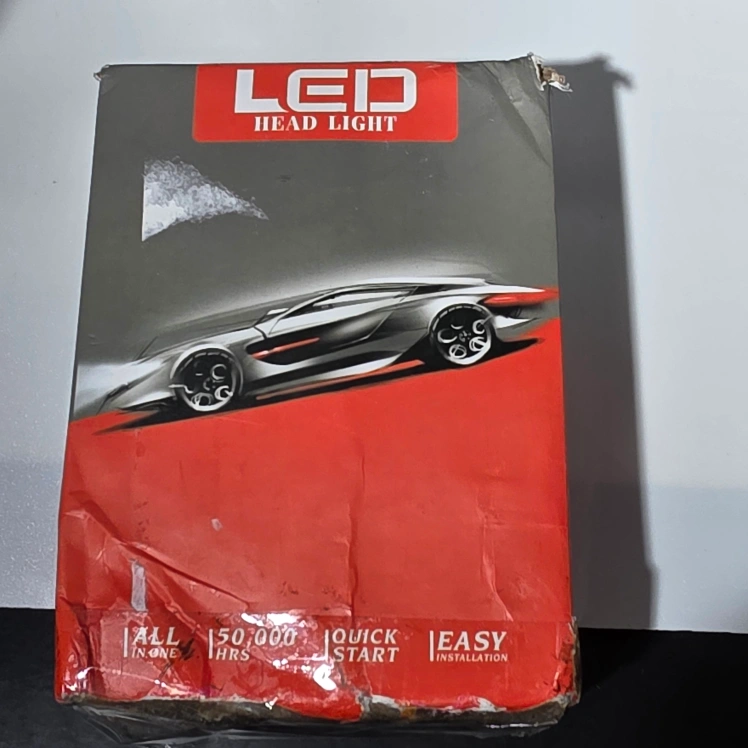 LED
HEAD LIGHT
ALL
IN ONE
50,000
HRS
QUICK
START
EASY
INSTALLATION